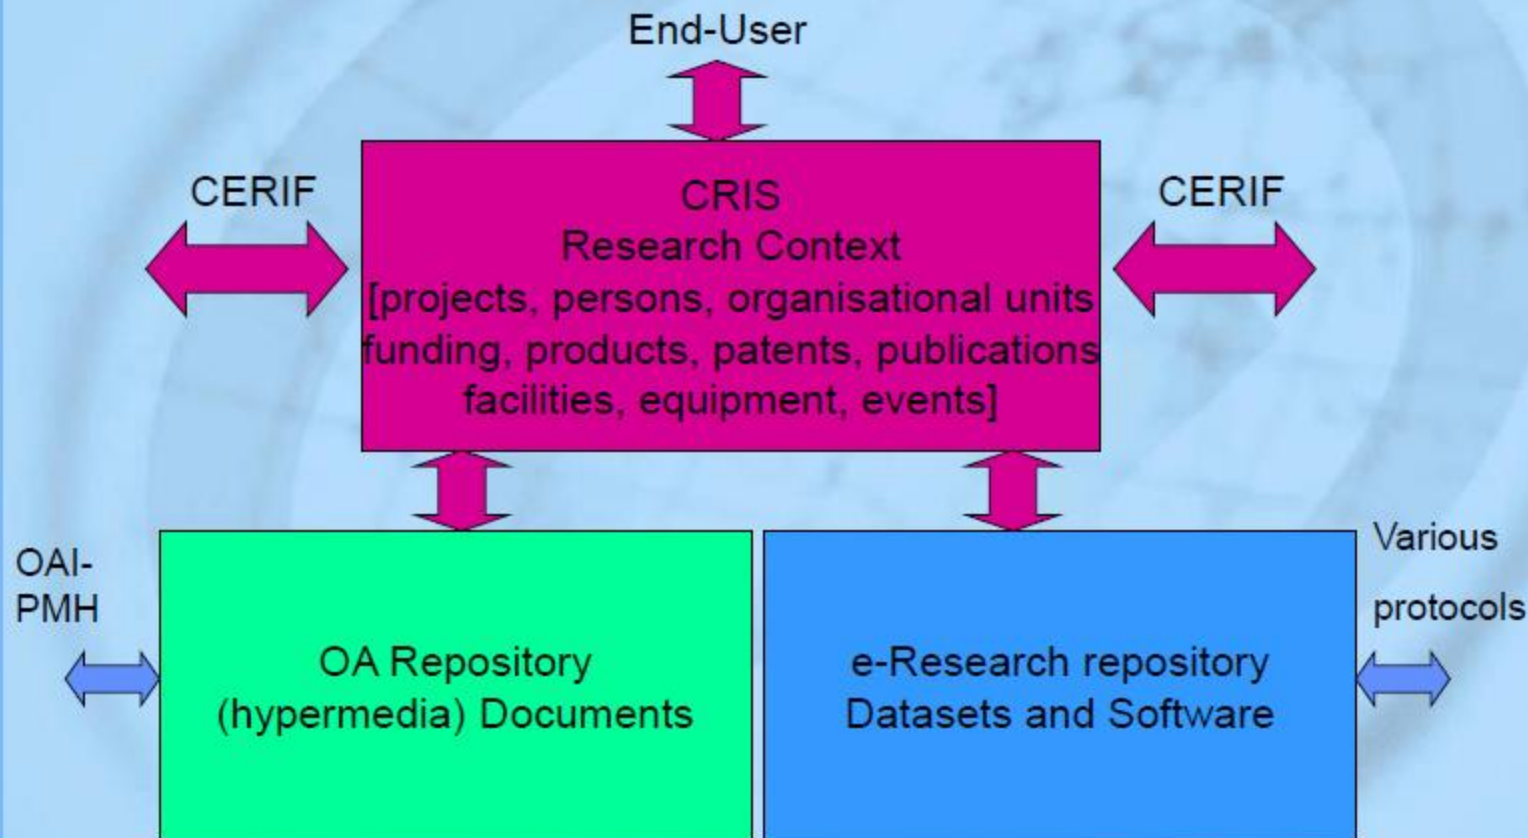 End-User
CERIF
CERIF
CRIS
Research Context
[projects, persons, organisational units
funding, products, patents, publications
facilities, equipment, events]
OAI-
PMH
Various
protocols
OA Repository
(hypermedia) Documents
e-Research repository
Datasets and Software